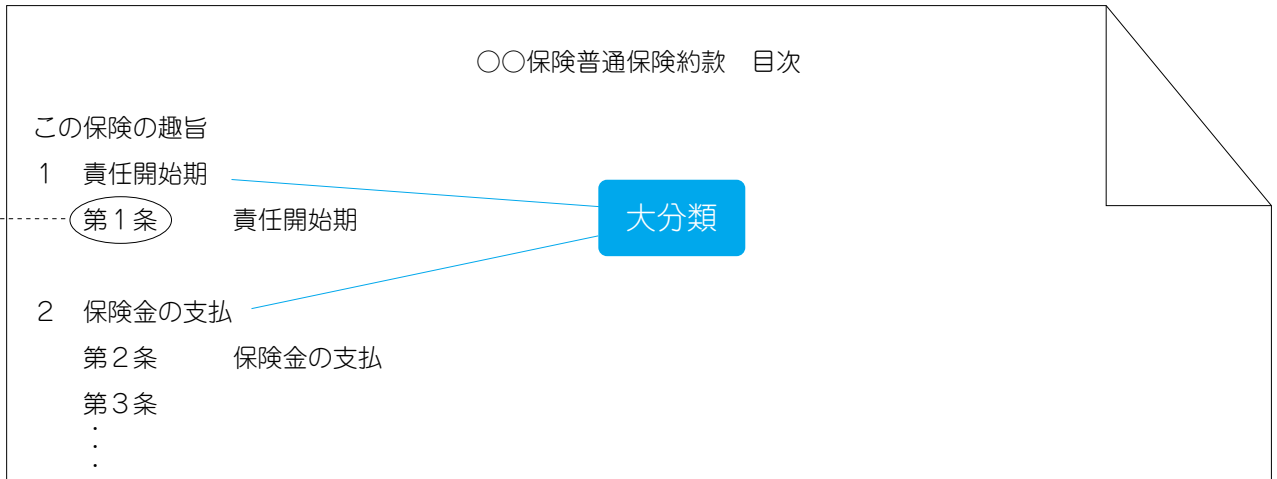 ○○保険普通保険約款　目次
この保険の趣旨
１　責任開始期
第１条　責任開始期
大分類
２　保険金の支払
第２条　保険金の支払
第３条
・
・
・